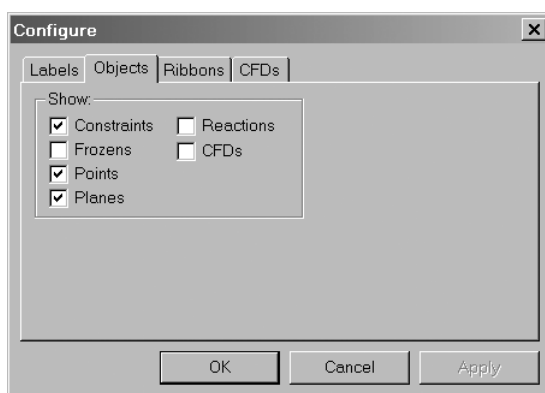 Configure
Labels Objects Ribbons CFDs
Show:
Constraints Reactions
Frozens CFDs
Points
Planes
OK Cancel Apply